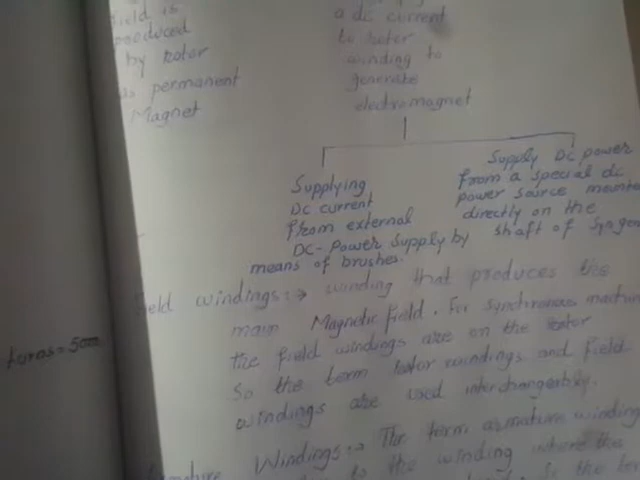 field is
produced
by rotor
as permanent
Magnet
a dc current
to rotor
winding to
generate
electromagnet
Supplying
DC current
from external
DC-Power Supply by
means of brushes.
Supply DC power
from a special dc
power source mounte
directly on the
shaft of Syn gen
field windings:→ winding that produces the
main Magnetic field. For synchronous machine
the field windings are on the rotor
So the term rotor windings and field
windings are used interchangeably.
turns = 500
Windings:→ The term armature winding
to the winding where the